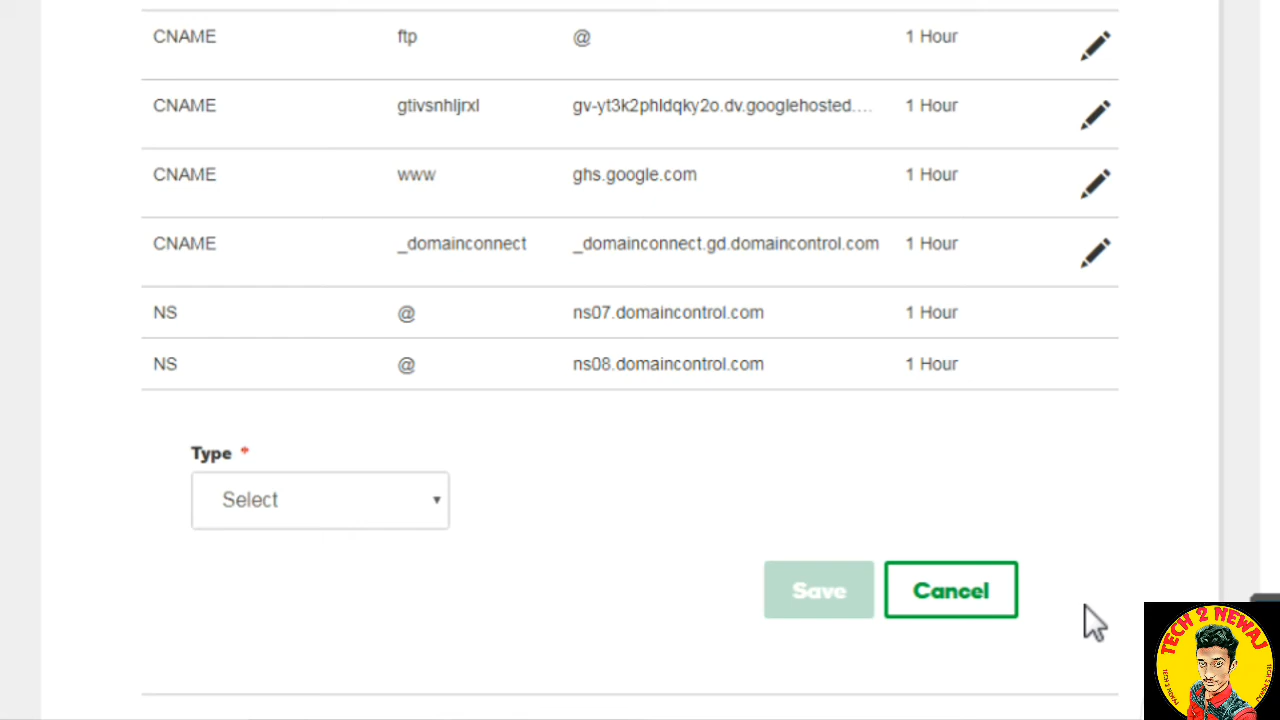 CNAME ftp @ 1 Hour
CNAME gtivsnhljrxl gv-yt3k2phldqky2o.dv.googlehosted.... 1 Hour
CNAME www ghs.google.com 1 Hour
CNAME _domainconnect _domainconnect.gd.domaincontrol.com 1 Hour
NS @ ns07.domaincontrol.com 1 Hour
NS @ ns08.domaincontrol.com 1 Hour
Type *
Select
Save Cancel
TECH 2 NEWAJ